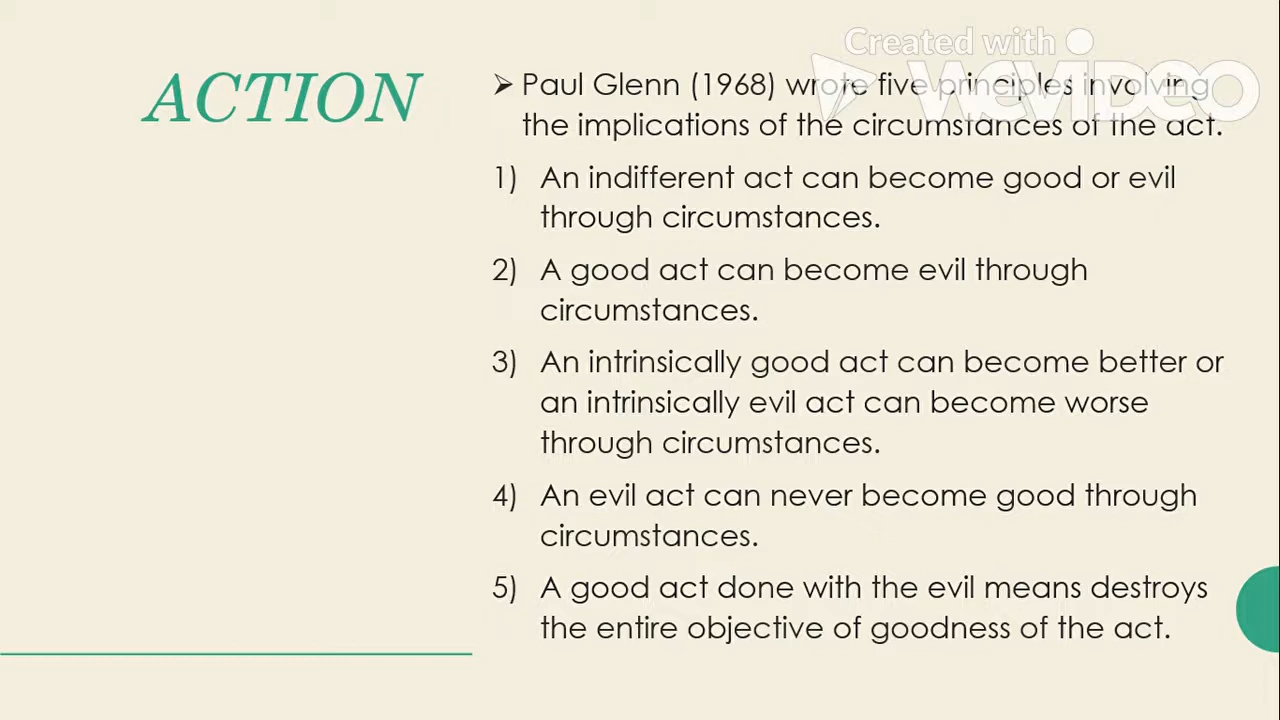 Created with
WeVideo
ACTION
➢ Paul Glenn (1968) wrote five principles involving
the implications of the circumstances of the act.
1) An indifferent act can become good or evil
through circumstances.
2) A good act can become evil through
circumstances.
3) An intrinsically good act can become better or
an intrinsically evil act can become worse
through circumstances.
4) An evil act can never become good through
circumstances.
5) A good act done with the evil means destroys
the entire objective of goodness of the act.